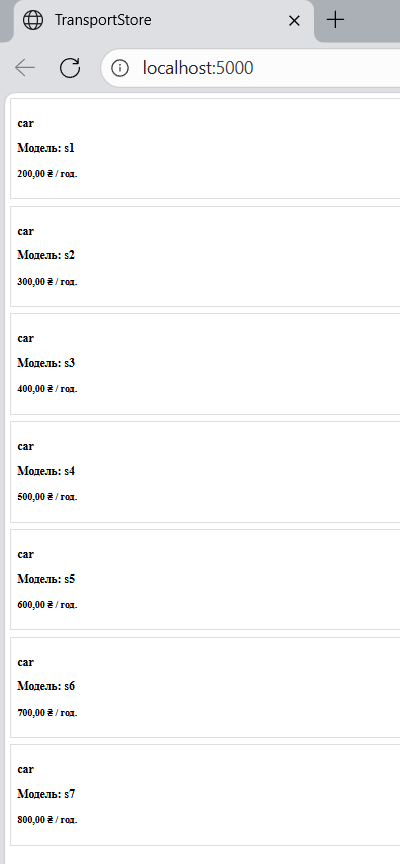 TransportStore
localhost:5000
car
Модель: s1
200,00 ₴ / год.
car
Модель: s2
300,00 ₴ / год.
car
Модель: s3
400,00 ₴ / год.
car
Модель: s4
500,00 ₴ / год.
car
Модель: s5
600,00 ₴ / год.
car
Модель: s6
700,00 ₴ / год.
car
Модель: s7
800,00 ₴ / год.